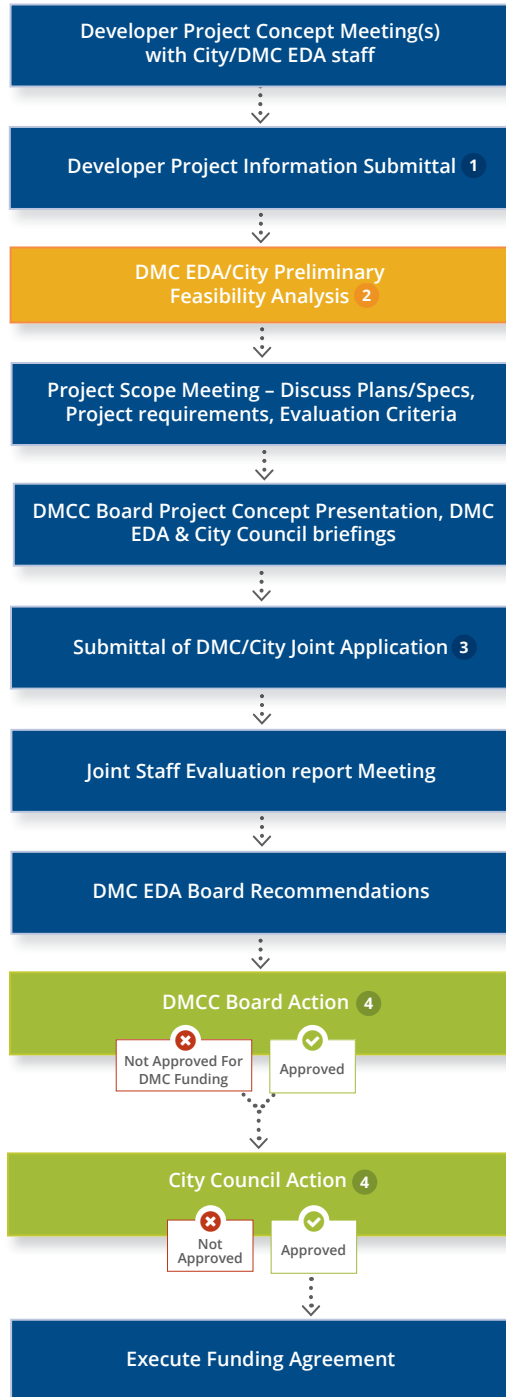 Developer Project Concept Meeting(s)
with City/DMC EDA staff
Developer Project Information Submittal 1
DMC EDA/City Preliminary
Feasibility Analysis 2
Project Scope Meeting – Discuss Plans/Specs,
Project requirements, Evaluation Criteria
DMCC Board Project Concept Presentation, DMC
EDA & City Council briefings
Submittal of DMC/City Joint Application 3
Joint Staff Evaluation report Meeting
DMC EDA Board Recommendations
DMCC Board Action 4
Not Approved For
DMC Funding
Approved
City Council Action 4
Not
Approved
Approved
Execute Funding Agreement